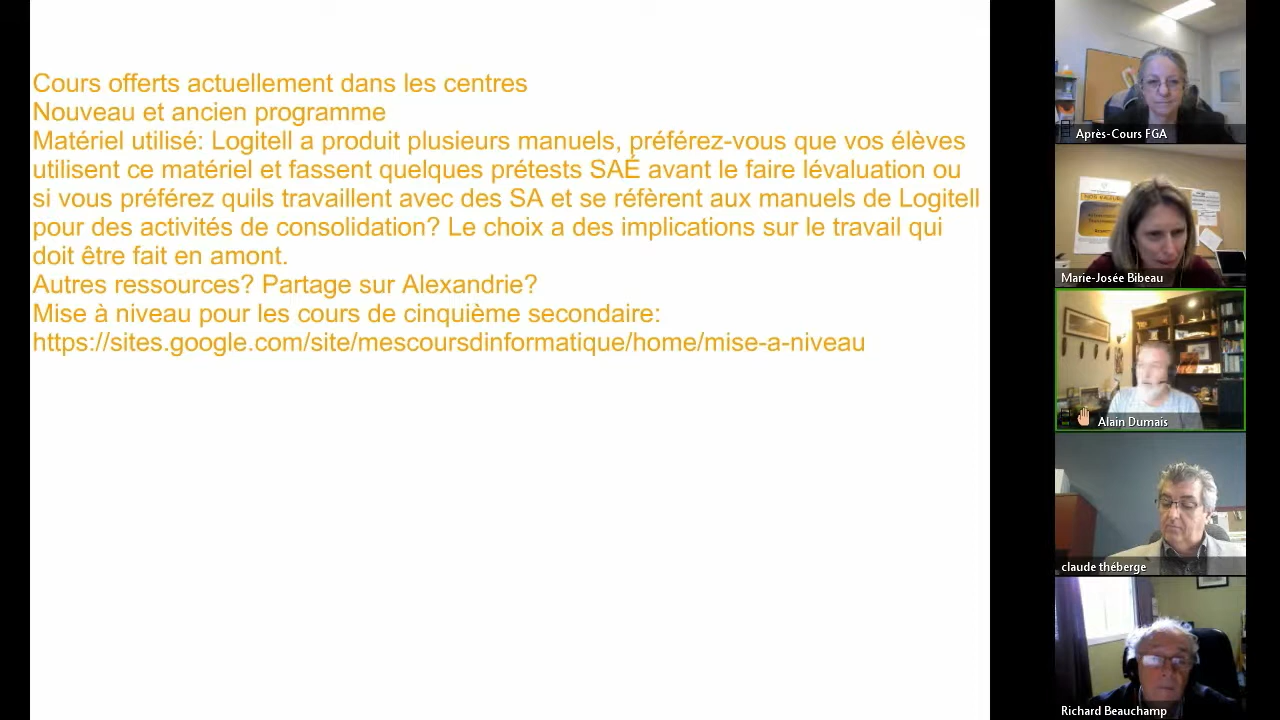 Cours offerts actuellement dans les centres
Nouveau et ancien programme
Matériel utilisé: Logitell a produit plusieurs manuels, préférez-vous que vos élèves
utilisent ce matériel et fassent quelques prétests SAÉ avant le faire lévaluation ou
si vous préférez quils travaillent avec des SA et se réfèrent aux manuels de Logitell
pour des activités de consolidation? Le choix a des implications sur le travail qui
doit être fait en amont.
Autres ressources? Partage sur Alexandrie?
Mise à niveau pour les cours de cinquième secondaire:
https://sites.google.com/site/mescoursdinformatique/home/mise-a-niveau
Après-Cours FGA
Marie-Josée Bibeau
Alain Dumais
claude théberge
Richard Beauchamp